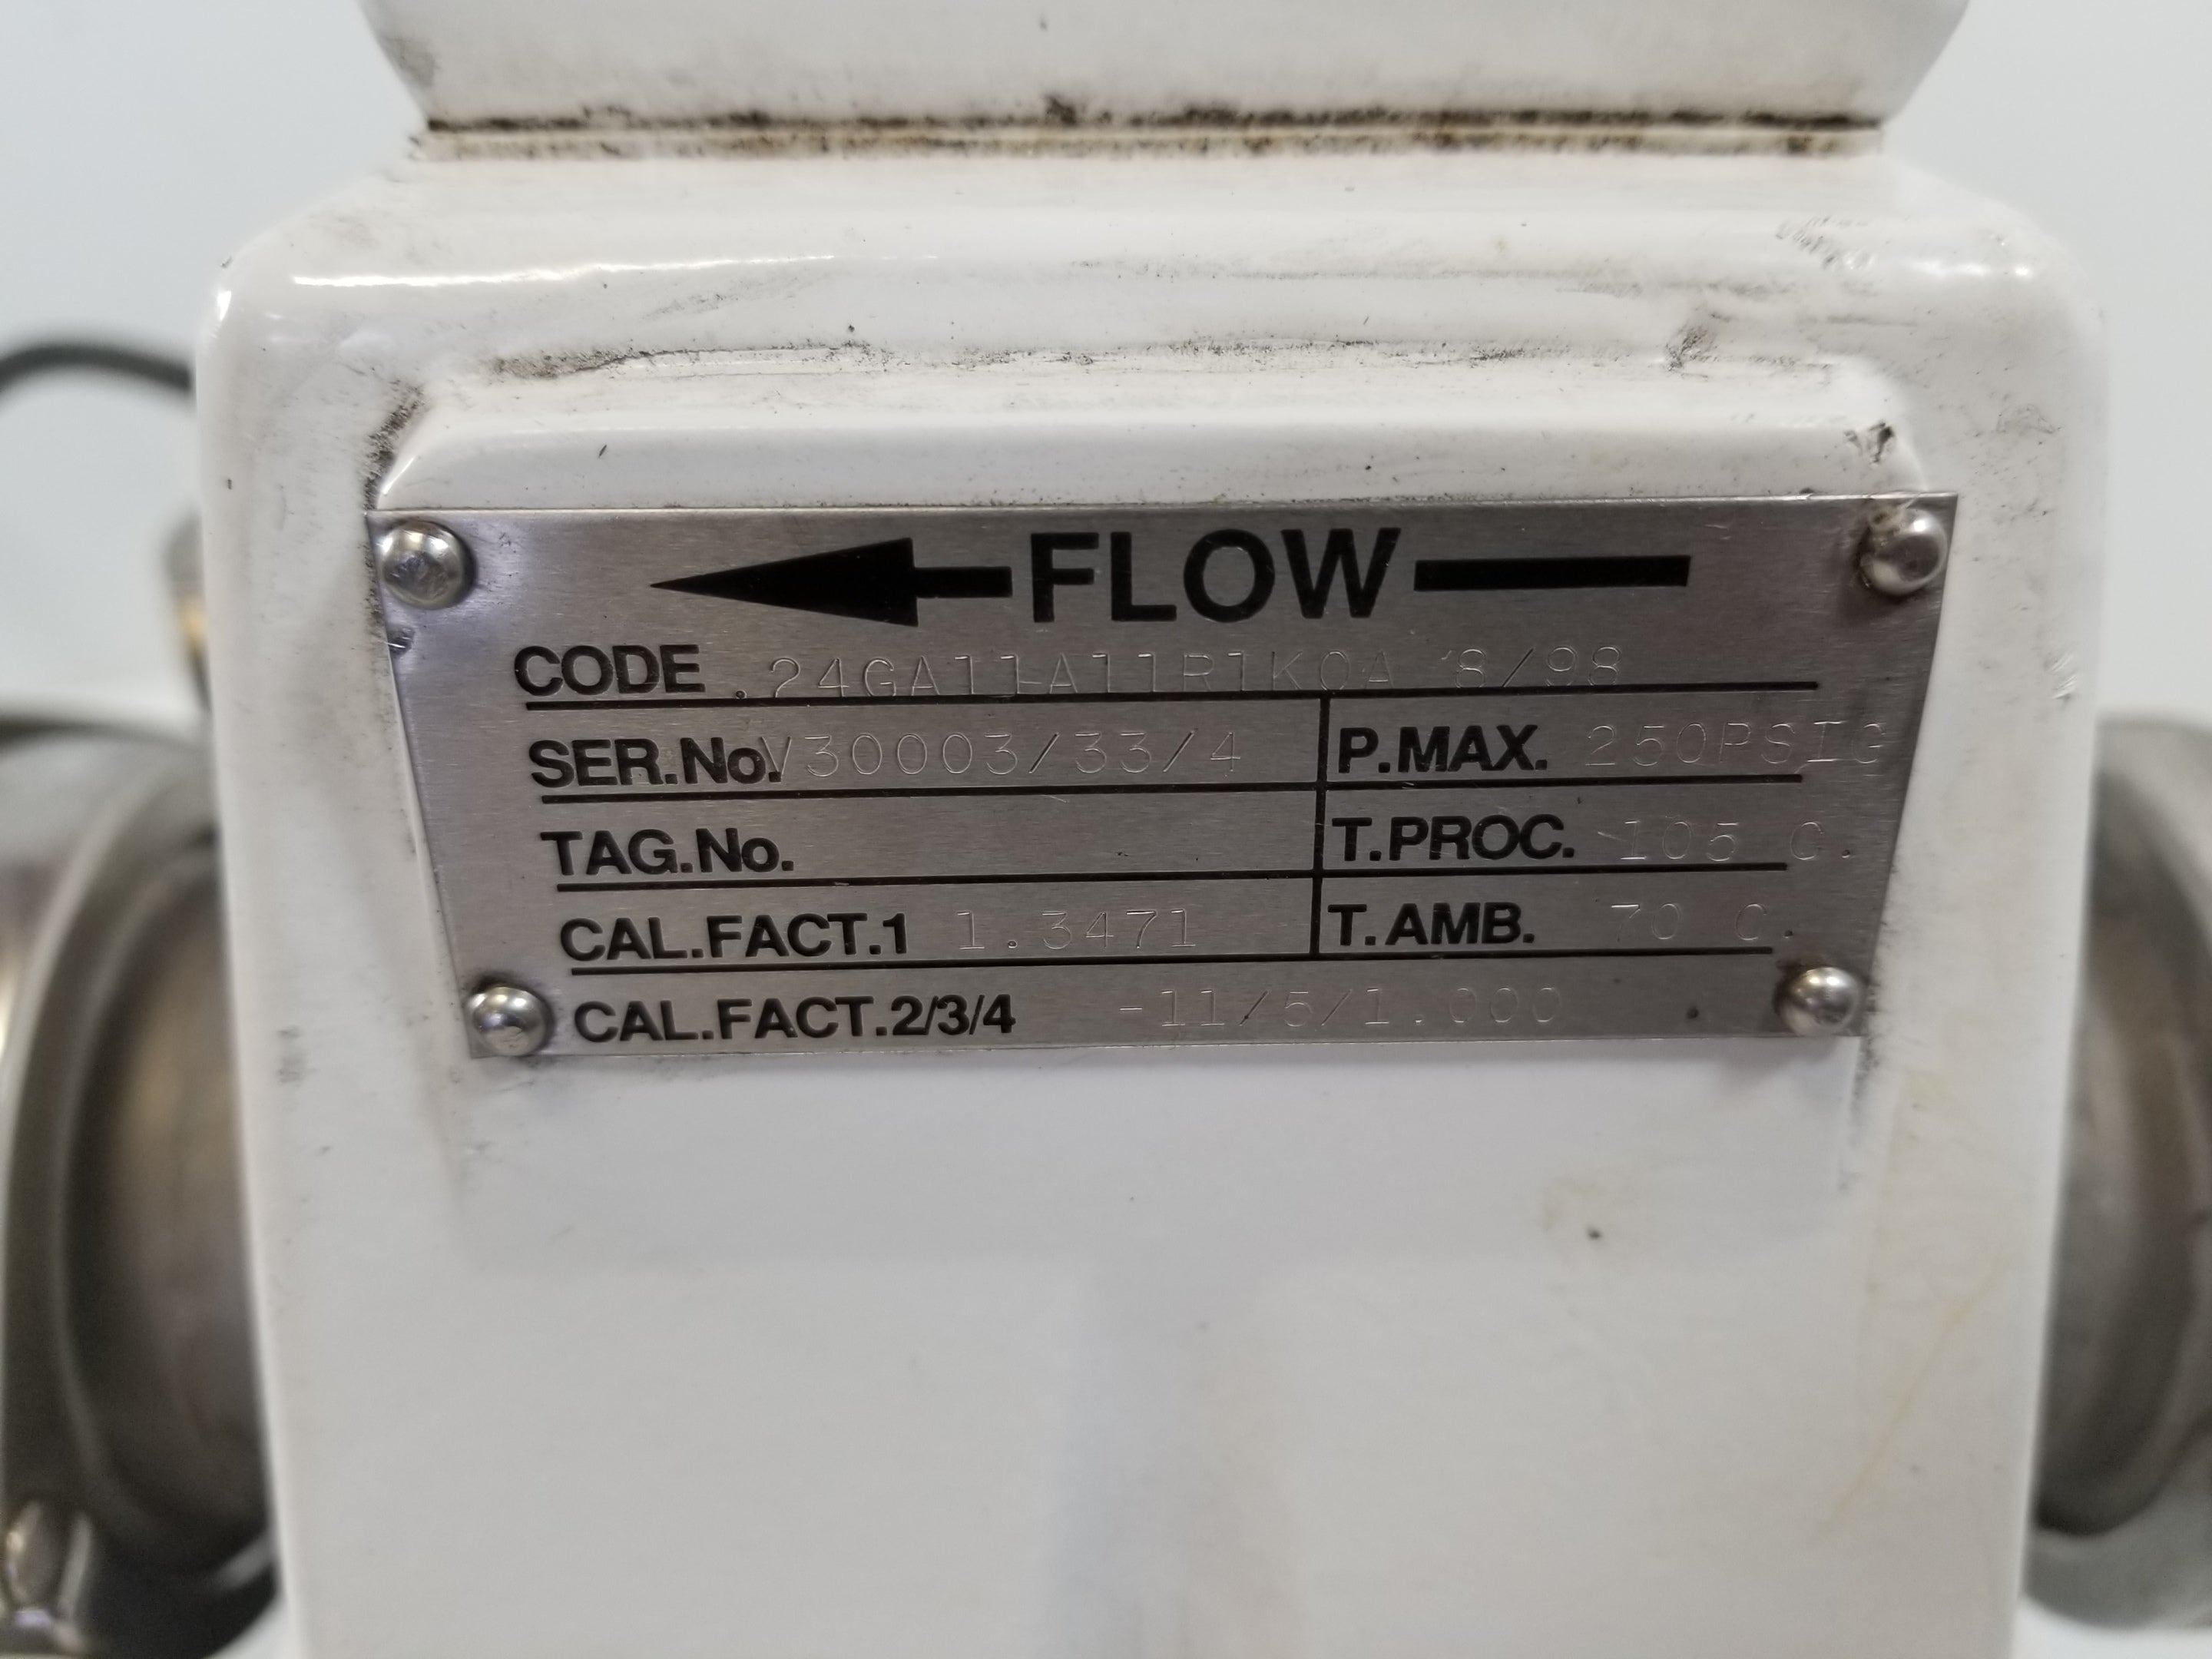 FLOW
CODE .24GA11A11R1K0A 8/98
SER.No. V30003/33/4 P.MAX. 250PSIG
TAG.No. T.PROC. 105 C.
CAL.FACT.1 1.3471 T.AMB. 70 C.
CAL.FACT.2/3/4 -11/5/1.000